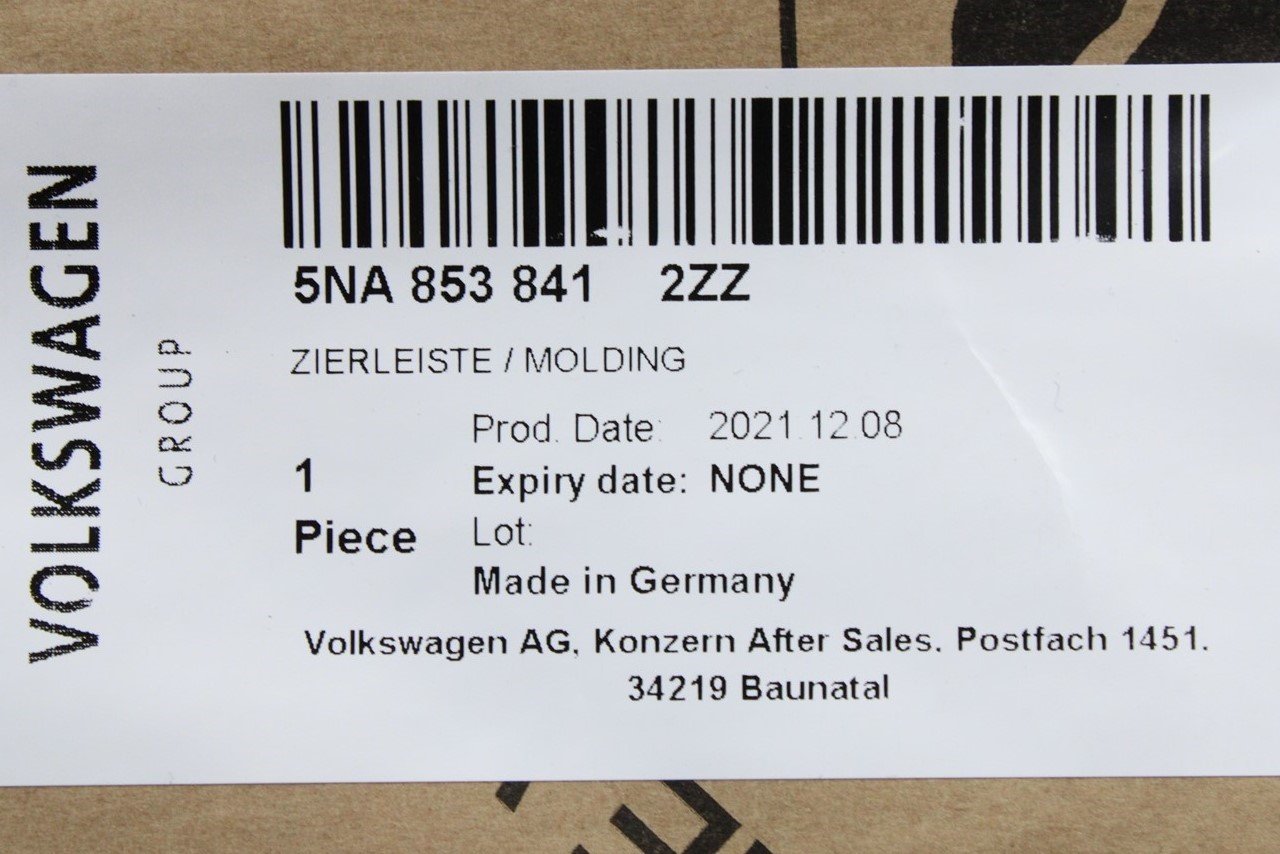 VOLKSWAGEN
GROUP
5NA 853 841 2ZZ
ZIERLEISTE / MOLDING
Prod. Date: 2021.12.08
1
Expiry date: NONE
Piece
Lot:
Made in Germany
Volkswagen AG, Konzern After Sales. Postfach 1451.
34219 Baunatal